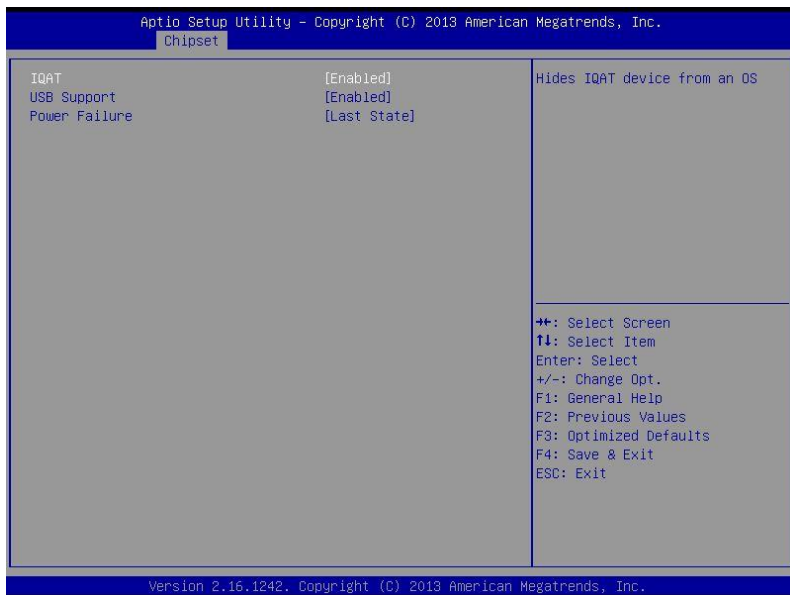 Aptio Setup Utility – Copyright (C) 2013 American Megatrends, Inc.
Chipset
IQAT [Enabled]
USB Support [Enabled]
Power Failure [Last State]
Hides IQAT device from an OS
→←: Select Screen
↑↓: Select Item
Enter: Select
+/-: Change Opt.
F1: General Help
F2: Previous Values
F3: Optimized Defaults
F4: Save & Exit
ESC: Exit
Version 2.16.1242. Copyright (C) 2013 American Megatrends, Inc.